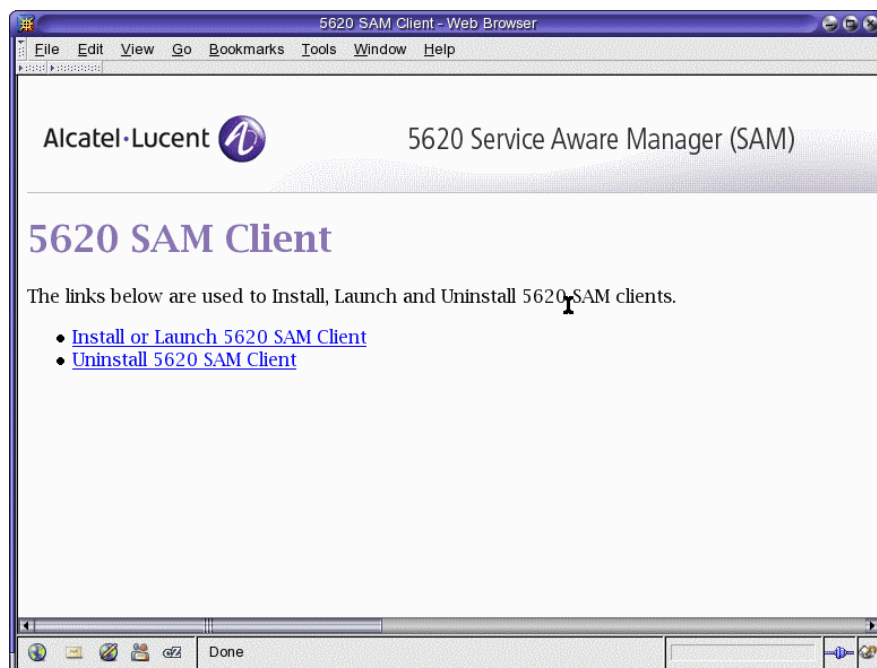 5620 SAM Client - Web Browser
File Edit View Go Bookmarks Tools Window Help
Alcatel·Lucent
5620 Service Aware Manager (SAM)
5620 SAM Client
The links below are used to Install, Launch and Uninstall 5620 SAM clients.
• Install or Launch 5620 SAM Client
• Uninstall 5620 SAM Client
Done